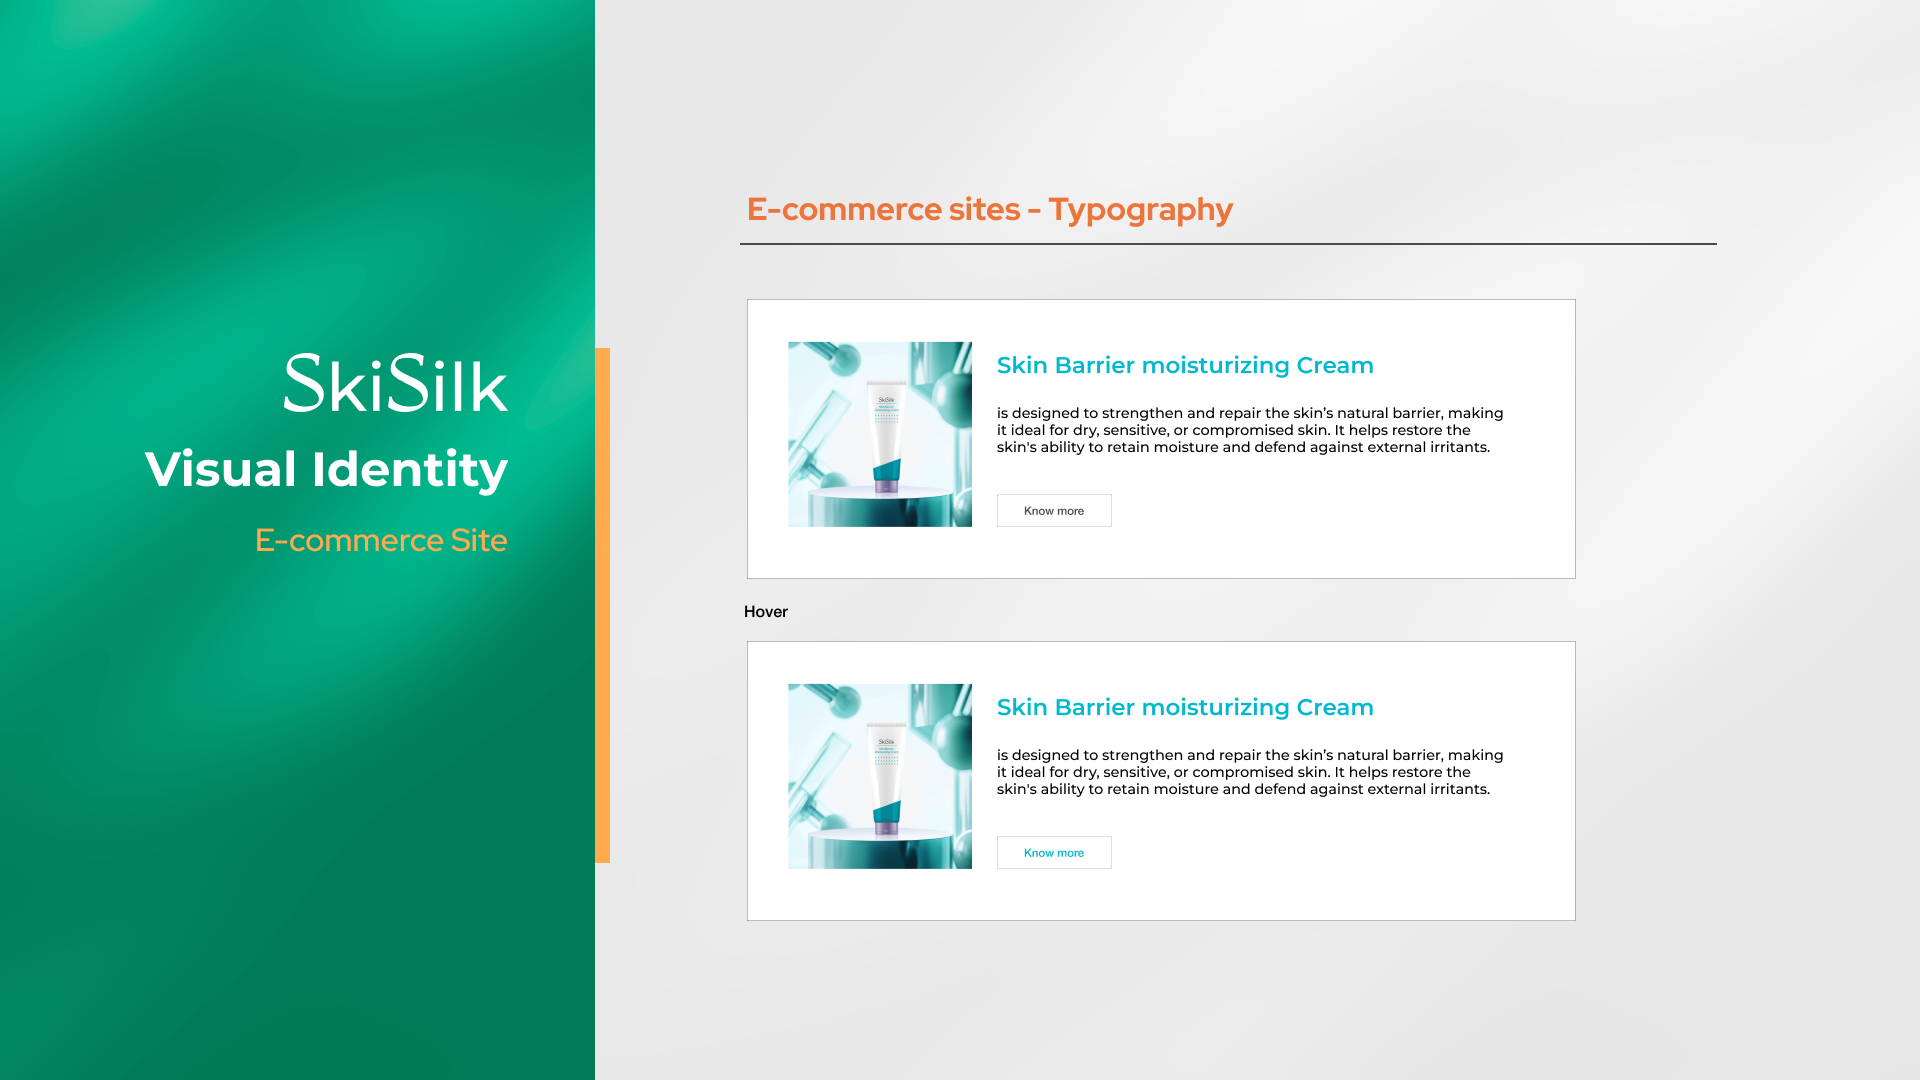 SkiSilk
Visual Identity
E-commerce Site
E-commerce sites - Typography
SkiSilk
Skin Barrier moisturizing Cream
is designed to strengthen and repair the skin’s natural barrier, making
it ideal for dry, sensitive, or compromised skin. It helps restore the
skin's ability to retain moisture and defend against external irritants.
Know more
Hover
SkiSilk
Skin Barrier moisturizing Cream
is designed to strengthen and repair the skin’s natural barrier, making
it ideal for dry, sensitive, or compromised skin. It helps restore the
skin's ability to retain moisture and defend against external irritants.
Know more